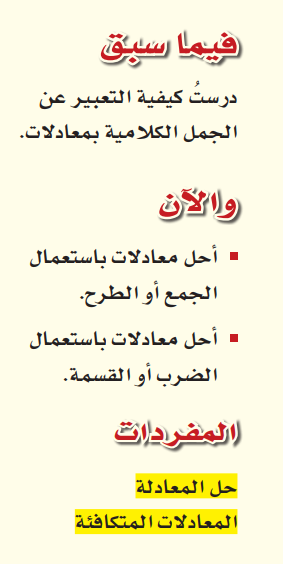 فيما سبق
درستُ كيفية التعبير عن
الجمل الكلامية بمعادلات.
والآن
■ أحل معادلات باستعمال
الجمع أو الطرح.
■ أحل معادلات باستعمال
الضرب أو القسمة.
المفردات
حل المعادلة
المعادلات المتكافئة